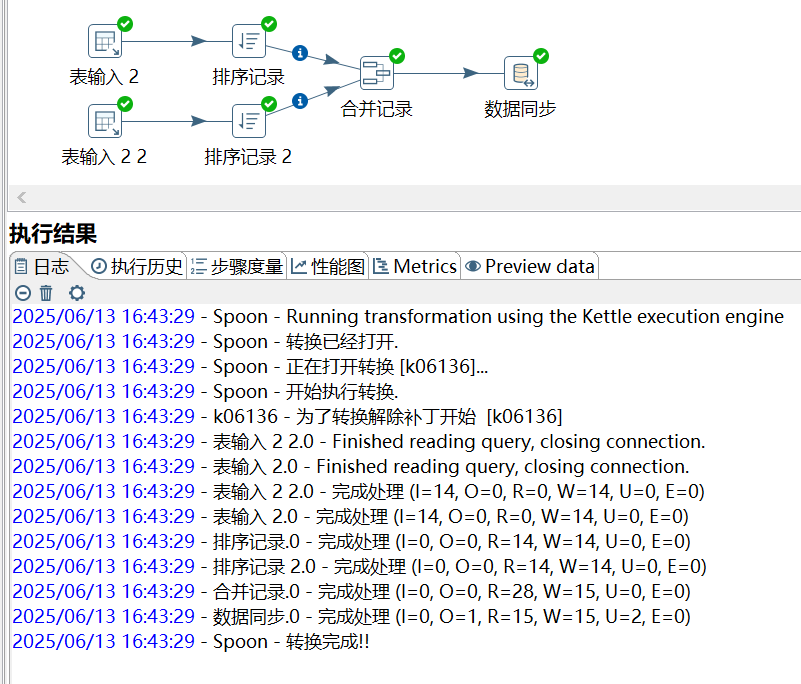 表输入 2
排序记录
合并记录
数据同步
表输入 2 2
排序记录 2
执行结果
日志 执行历史 步骤度量 性能图 Metrics Preview data
2025/06/13 16:43:29 - Spoon - Running transformation using the Kettle execution engine
2025/06/13 16:43:29 - Spoon - 转换已经打开.
2025/06/13 16:43:29 - Spoon - 正在打开转换 [k06136]...
2025/06/13 16:43:29 - Spoon - 开始执行转换.
2025/06/13 16:43:29 - k06136 - 为了转换解除补丁开始  [k06136]
2025/06/13 16:43:29 - 表输入 2 2.0 - Finished reading query, closing connection.
2025/06/13 16:43:29 - 表输入 2.0 - Finished reading query, closing connection.
2025/06/13 16:43:29 - 表输入 2 2.0 - 完成处理 (I=14, O=0, R=0, W=14, U=0, E=0)
2025/06/13 16:43:29 - 表输入 2.0 - 完成处理 (I=14, O=0, R=0, W=14, U=0, E=0)
2025/06/13 16:43:29 - 排序记录.0 - 完成处理 (I=0, O=0, R=14, W=14, U=0, E=0)
2025/06/13 16:43:29 - 排序记录 2.0 - 完成处理 (I=0, O=0, R=14, W=14, U=0, E=0)
2025/06/13 16:43:29 - 合并记录.0 - 完成处理 (I=0, O=0, R=28, W=15, U=0, E=0)
2025/06/13 16:43:29 - 数据同步.0 - 完成处理 (I=0, O=1, R=15, W=15, U=2, E=0)
2025/06/13 16:43:29 - Spoon - 转换完成!!